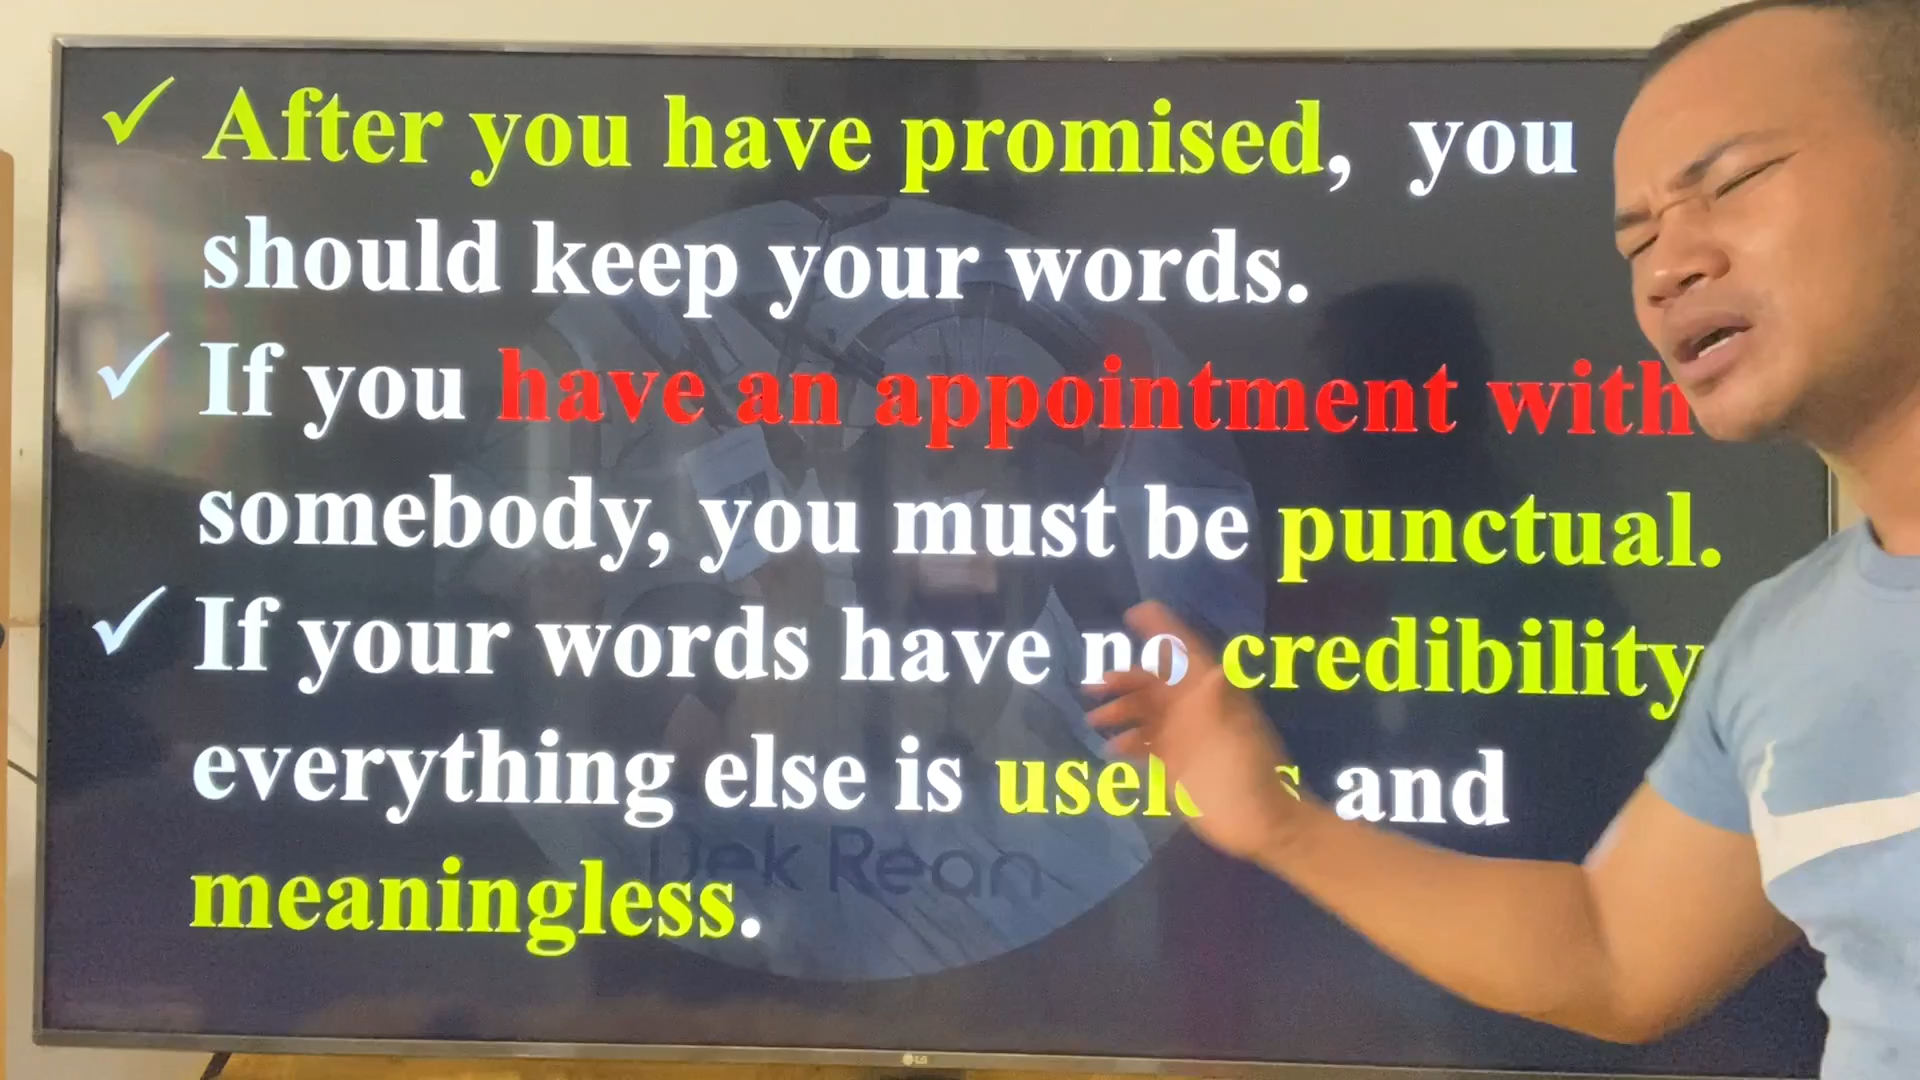 After you have promised, you
should keep your words.
If you have an appointment with
somebody, you must be punctual.
If your words have no credibility
everything else is useless and
meaningless.
Dek Rean
LG